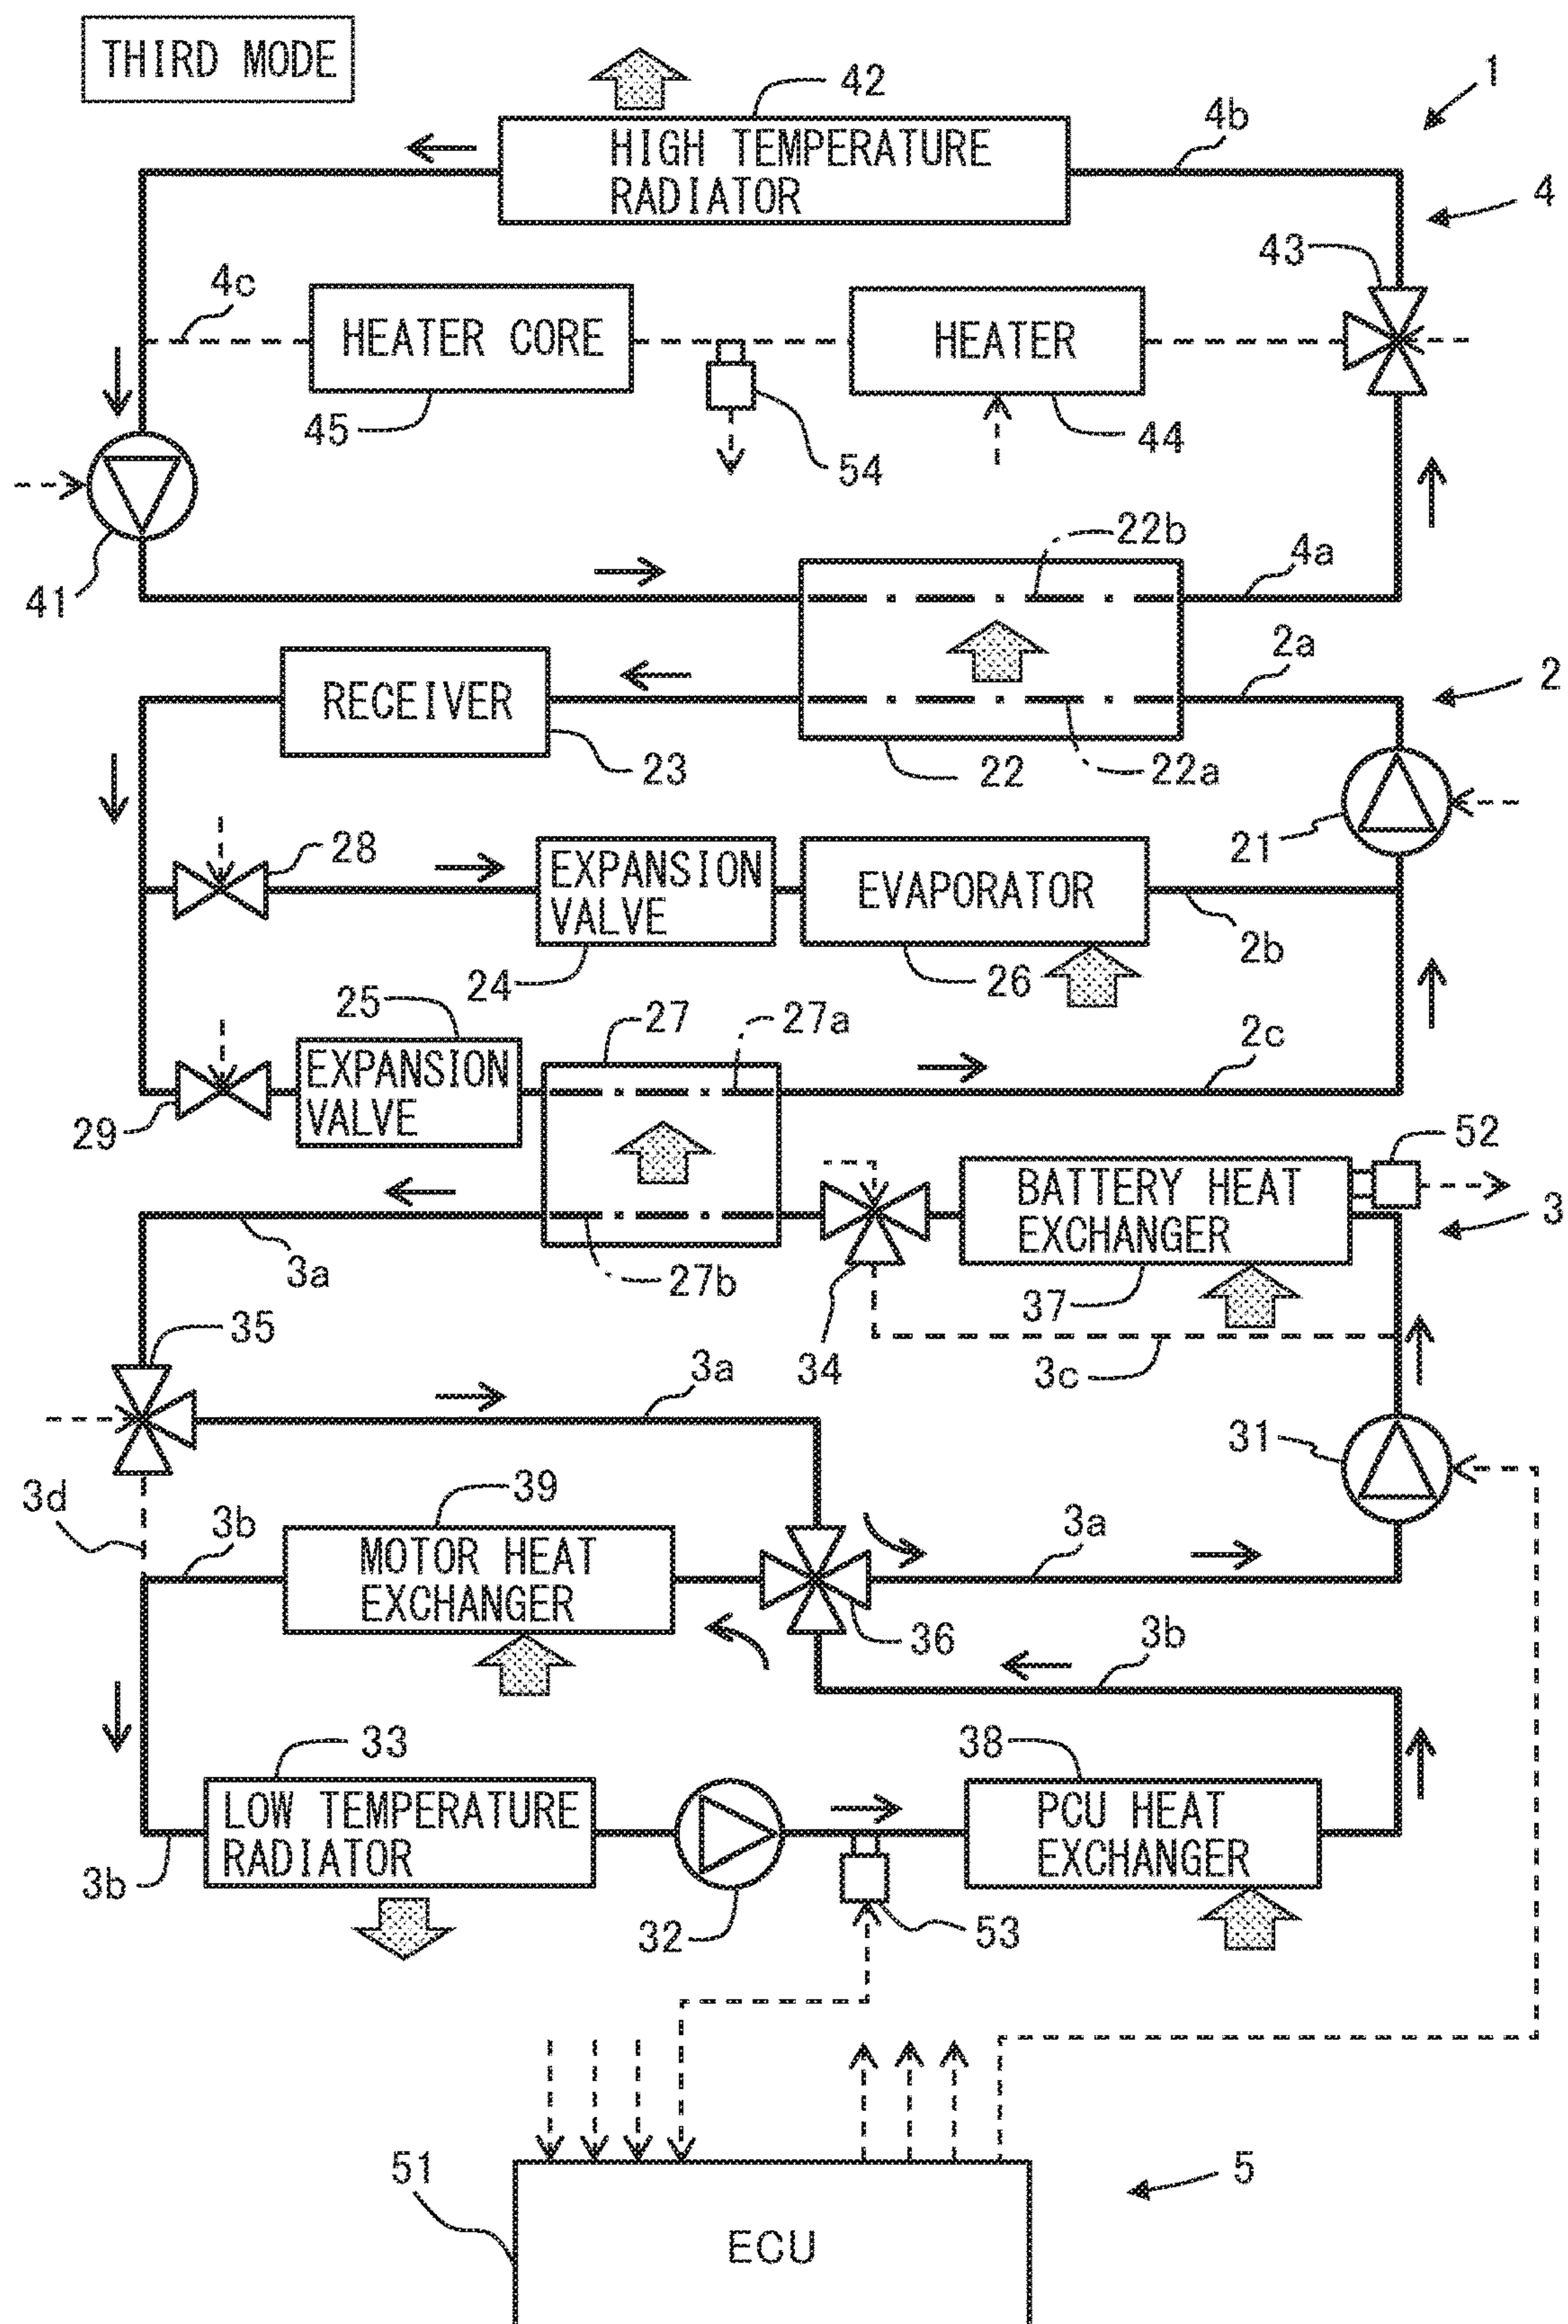 THIRD MODE
1
42
4b
HIGH TEMPERATURE
RADIATOR
4
43
4c
HEATER CORE
HEATER
45
54
44
41
22b
4a
2a
2
RECEIVER
23
22
22a
21
28
EXPANSION
VALVE
EVAPORATOR
24
26
2b
25
27
27a
2c
EXPANSION
VALVE
29
52
BATTERY HEAT
EXCHANGER
3
3a
27b
37
35
34
3c
3a
31
3d
39
3b
3a
MOTOR HEAT
EXCHANGER
36
3b
33
38
LOW TEMPERATURE
RADIATOR
PCU HEAT
EXCHANGER
3b
32
53
51
5
ECU